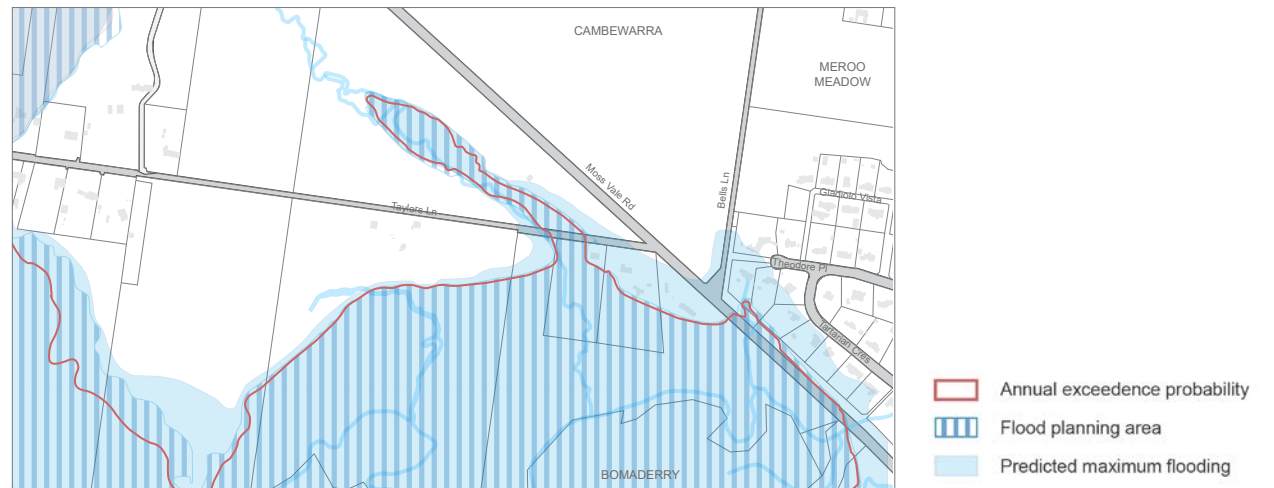 CAMBEWARRA
MEROO
MEADOW
Moss Vale Rd
Bells Ln
Gladiolo Vista
Taylors Ln
Theodore Pl
Tartarian Cres
BOMADERRY
Annual exceedence probability
Flood planning area
Predicted maximum flooding